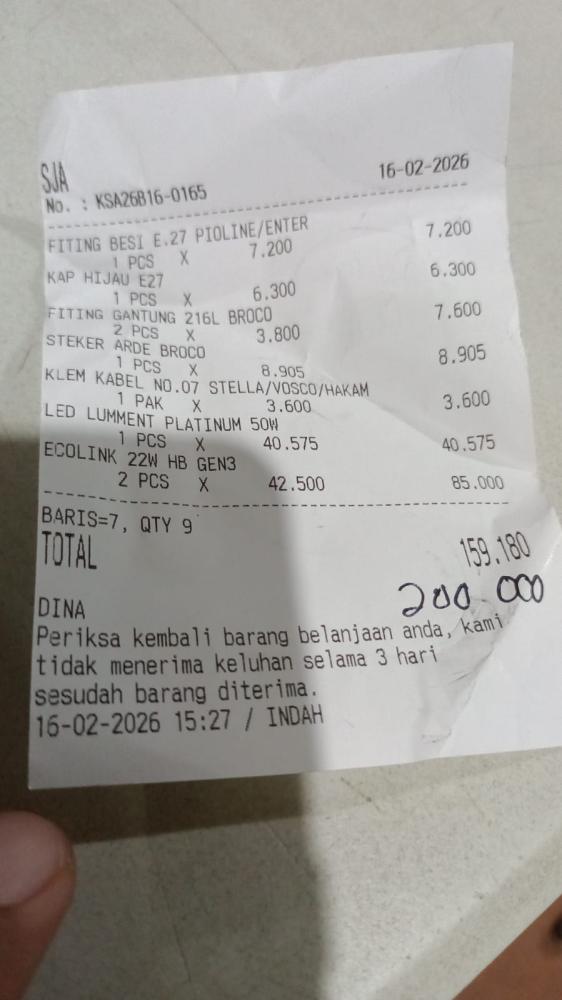 SJA 16-02-2026
No. : KSA26B16-0165
FITING BESI E.27 PIOLINE/ENTER
1 PCS X 7.200 7.200
KAP HIJAU E27
1 PCS X 6.300 6.300
FITING GANTUNG 216L BROCO
2 PCS X 3.800 7.600
STEKER ARDE BROCO
1 PCS X 8.905 8.905
KLEM KABEL NO.07 STELLA/VOSCO/HAKAM
1 PAK X 3.600 3.600
LED LUMMENT PLATINUM 50W
1 PCS X 40.575 40.575
ECOLINK 22W HB GEN3
2 PCS X 42.500 85.000
BARIS=7, QTY 9
TOTAL 159.180
200 000
DINA
Periksa kembali barang belanjaan anda, kami
tidak menerima keluhan selama 3 hari
sesudah barang diterima.
16-02-2026 15:27 / INDAH